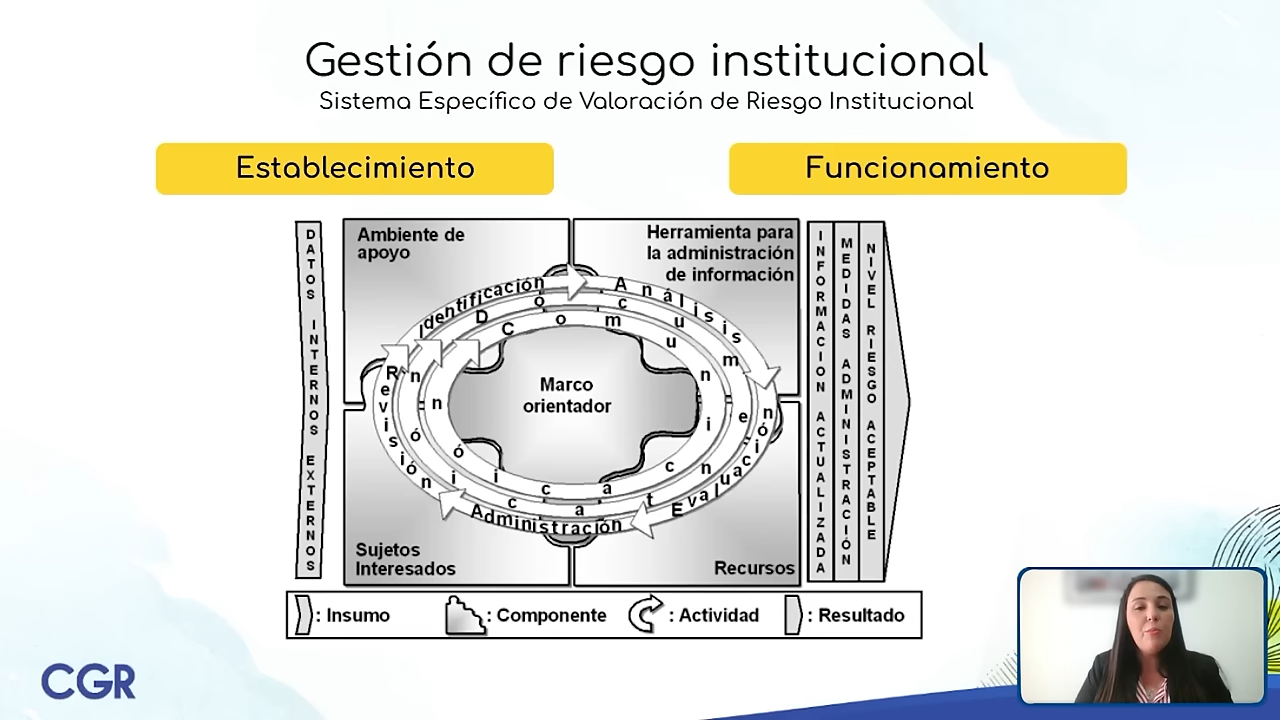 Gestión de riesgo institucional
Sistema Específico de Valoración de Riesgo Institucional
Establecimiento
Funcionamiento
DATOS INTERNOS EXTERNOS
Ambiente de
apoyo
Herramienta para
la administración
de información
Identificación
Análisis
Evaluación
Administración
Revisión
Documentación
Comunicación
Marco
orientador
Sujetos
Interesados
Recursos
INFORMACION ACTUALIZADA
MEDIDAS ADMINISTRACIÓN
NIVEL RIESGO ACEPTABLE
: Insumo
: Componente
: Actividad
: Resultado
CGR